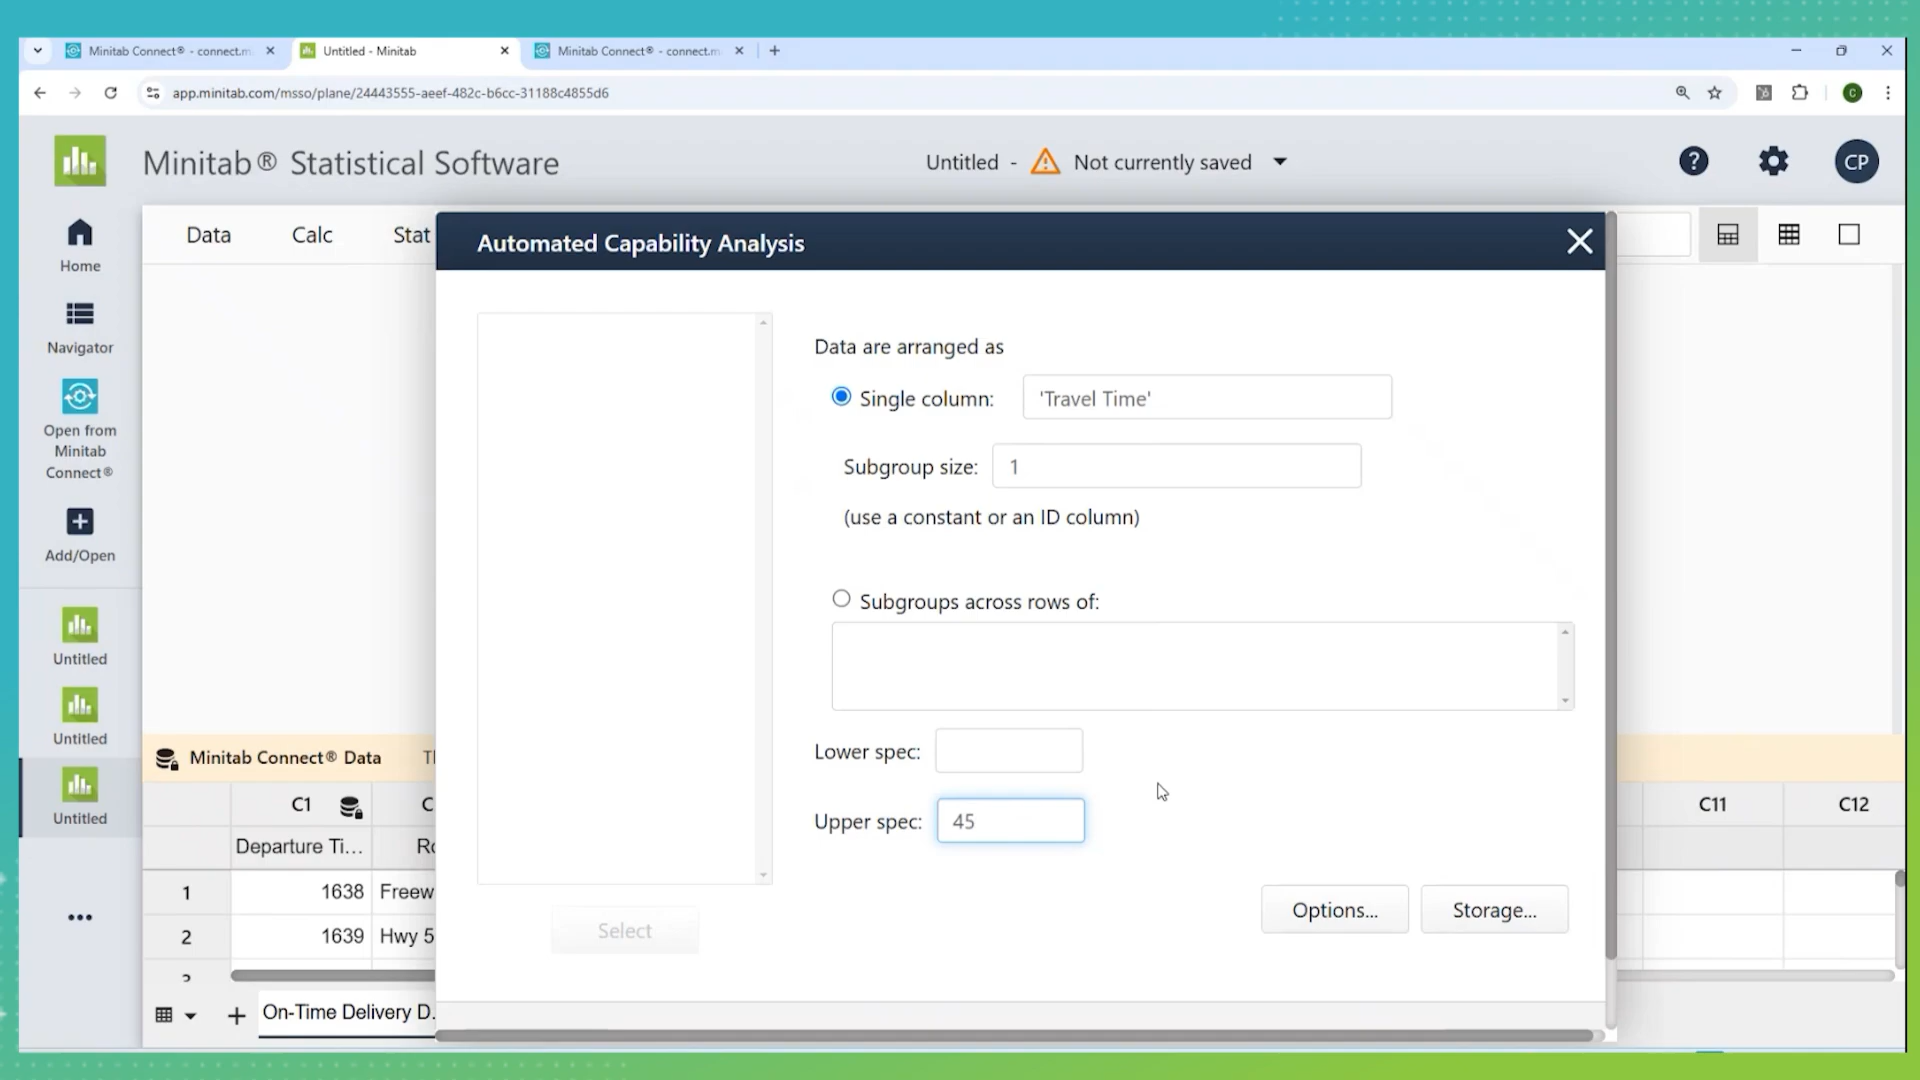 Minitab Connect® - connect.m
Untitled - Minitab
Minitab Connect® - connect.m
app.minitab.com/msso/plane/24443555-aeef-482c-b6cc-31188c4855d6
C
Minitab® Statistical Software
Untitled - Not currently saved
?
CP
Home
Navigator
Open from
Minitab
Connect®
Add/Open
Untitled
Untitled
Untitled
Data Calc Stat
Automated Capability Analysis
Data are arranged as
Single column: 'Travel Time'
Subgroup size: 1
(use a constant or an ID column)
Subgroups across rows of:
Lower spec:
Upper spec: 45
Select
Options...
Storage...
Minitab Connect® Data
C1 C C11 C12
Departure Ti...
1 1638 Freew
2 1639 Hwy 5
On-Time Delivery D.